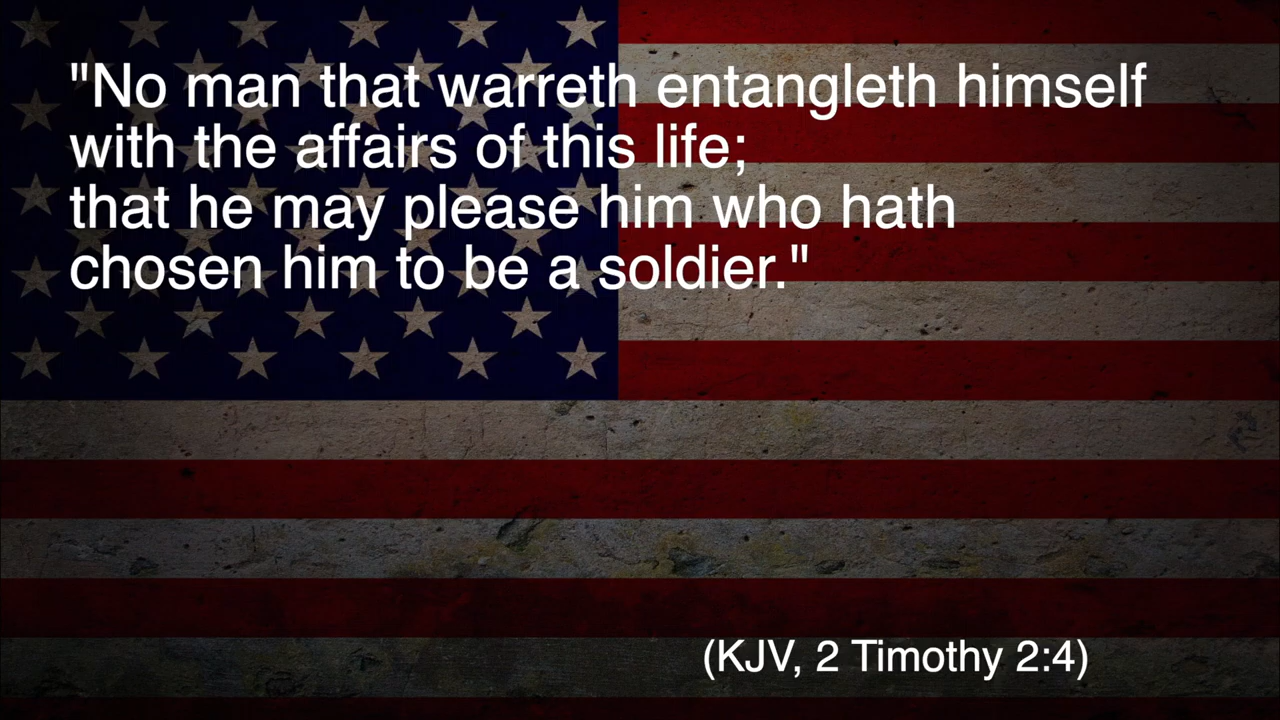 "No man that warreth entangleth himself
with the affairs of this life;
that he may please him who hath
chosen him to be a soldier."
(KJV, 2 Timothy 2:4)